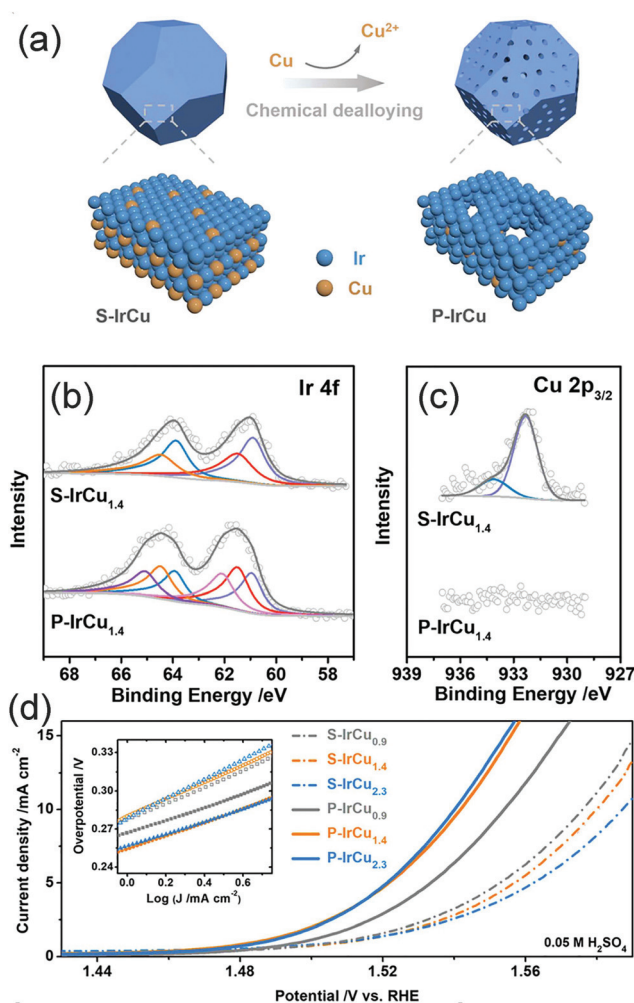 (a)
Cu
Cu²⁺
Chemical dealloying
Ir
Cu
S-IrCu
P-IrCu
(b)
Ir 4f
S-IrCu₁.₄
P-IrCu₁.₄
Intensity
68 66 64 62 60 58
Binding Energy /eV
(c)
Cu 2p₃/₂
S-IrCu₁.₄
P-IrCu₁.₄
Intensity
939 936 933 930 927
Binding Energy /eV
(d)
15
10
5
0
Current density /mA cm⁻²
0.33
0.30
0.27
0.24
Overpotential /V
0.0 0.2 0.4 0.6
Log (J /mA cm⁻²)
S-IrCu₀.₉
S-IrCu₁.₄
S-IrCu₂.₃
P-IrCu₀.₉
P-IrCu₁.₄
P-IrCu₂.₃
0.05 M H₂SO₄
1.44 1.48 1.52 1.56
Potential /V vs. RHE